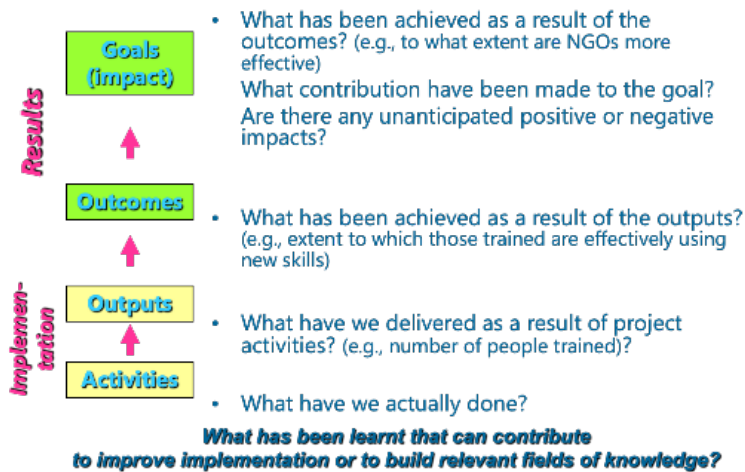 • What has been achieved as a result of the
outcomes? (e.g., to what extent are NGOs more
effective)
What contribution have been made to the goal?
Are there any unanticipated positive or negative
impacts?
Goals
(impact)
Results
Outcomes
• What has been achieved as a result of the outputs?
(e.g., extent to which those trained are effectively using
new skills)
Implemen-
tation
Outputs
• What have we delivered as a result of project
activities? (e.g., number of people trained)?
Activities
• What have we actually done?
What has been learnt that can contribute
to improve implementation or to build relevant fields of knowledge?